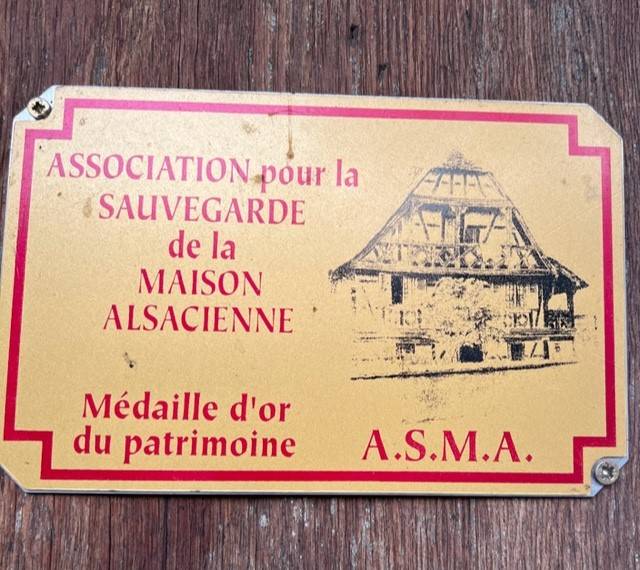 ASSOCIATION pour la
SAUVEGARDE
de la
MAISON
ALSACIENNE
Médaille d'or
du patrimoine
A.S.M.A.